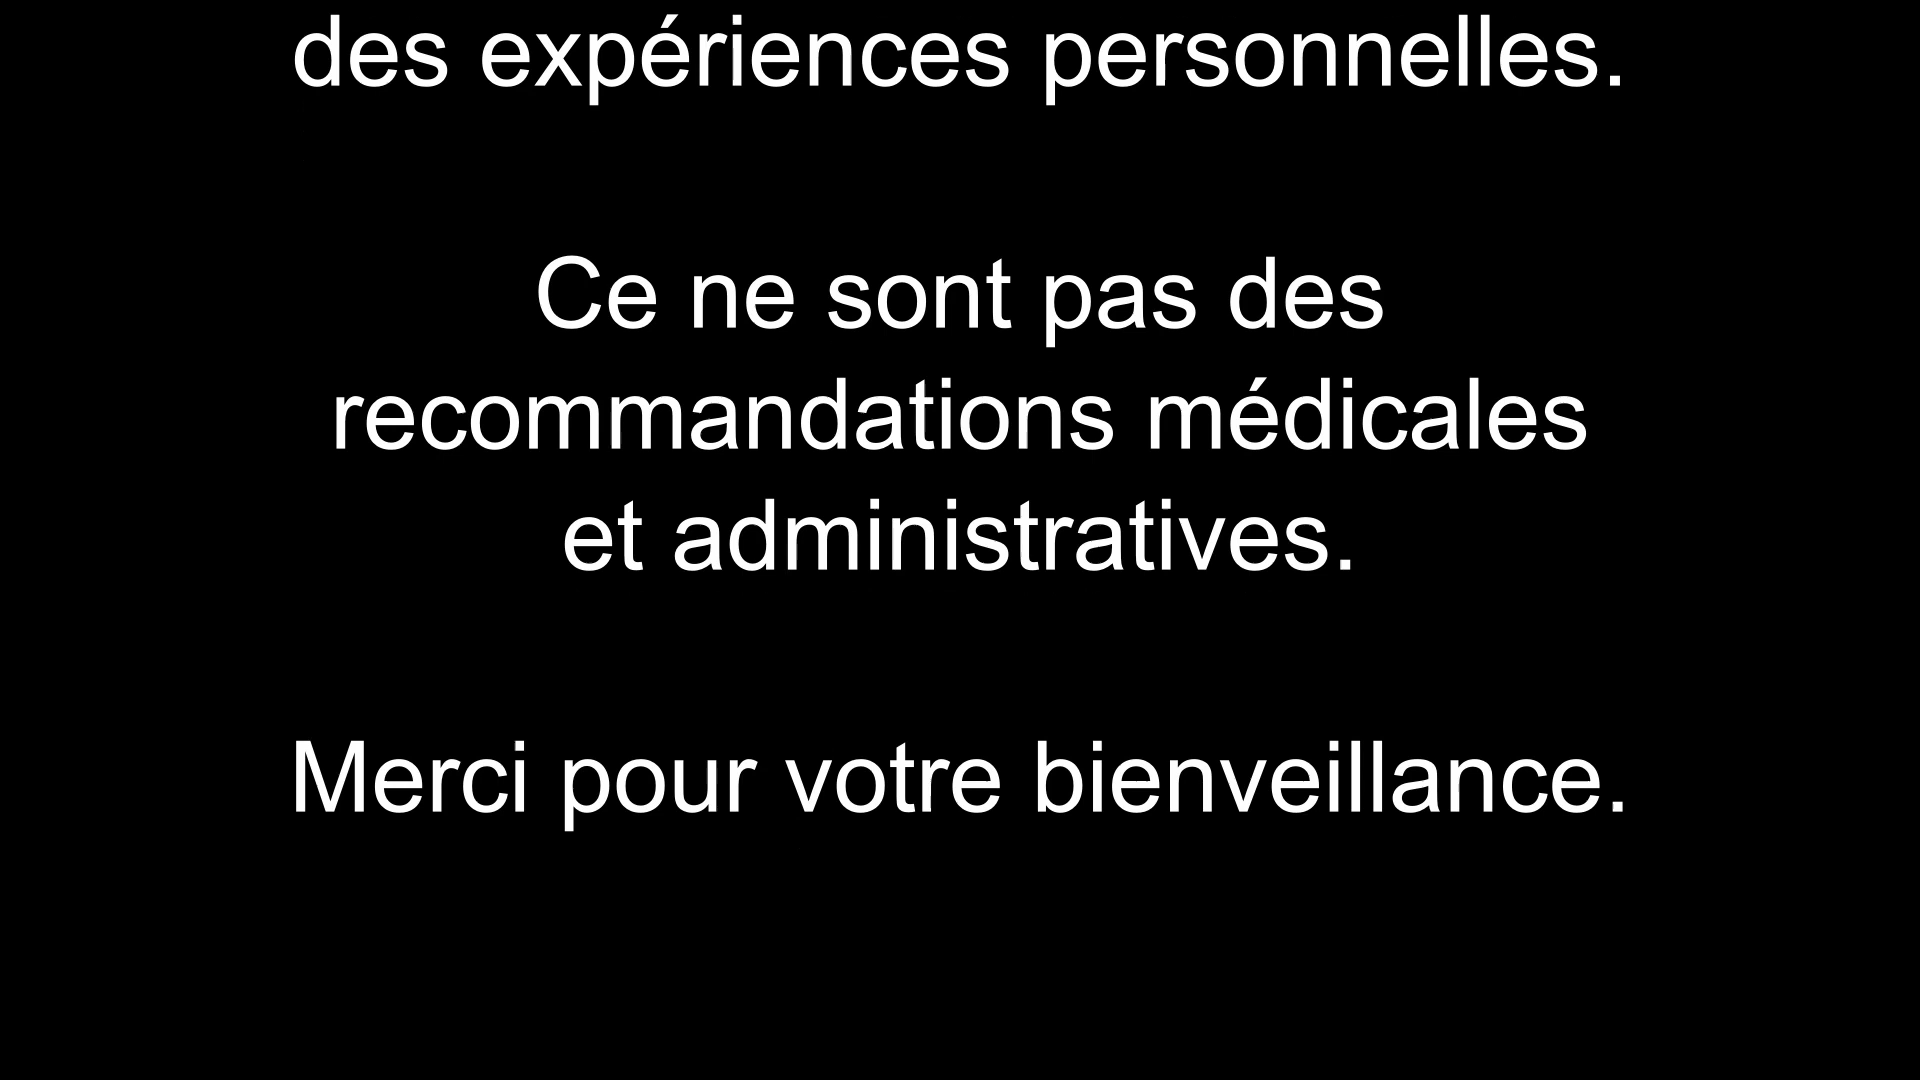 des expériences personnelles.
Ce ne sont pas des
recommandations médicales
et administratives.
Merci pour votre bienveillance.